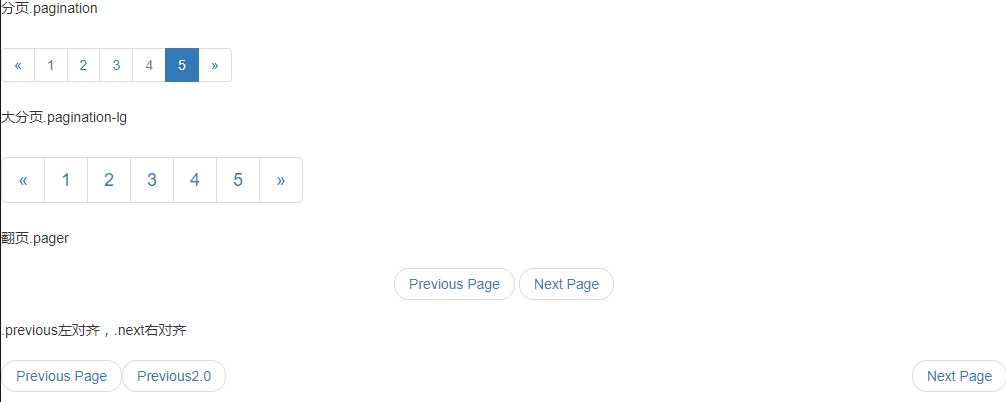 分页.pagination
« 1 2 3 4 5 »
大分页.pagination-lg
« 1 2 3 4 5 »
翻页.pager
Previous Page Next Page
.previous左对齐，.next右对齐
Previous Page Previous2.0 Next Page